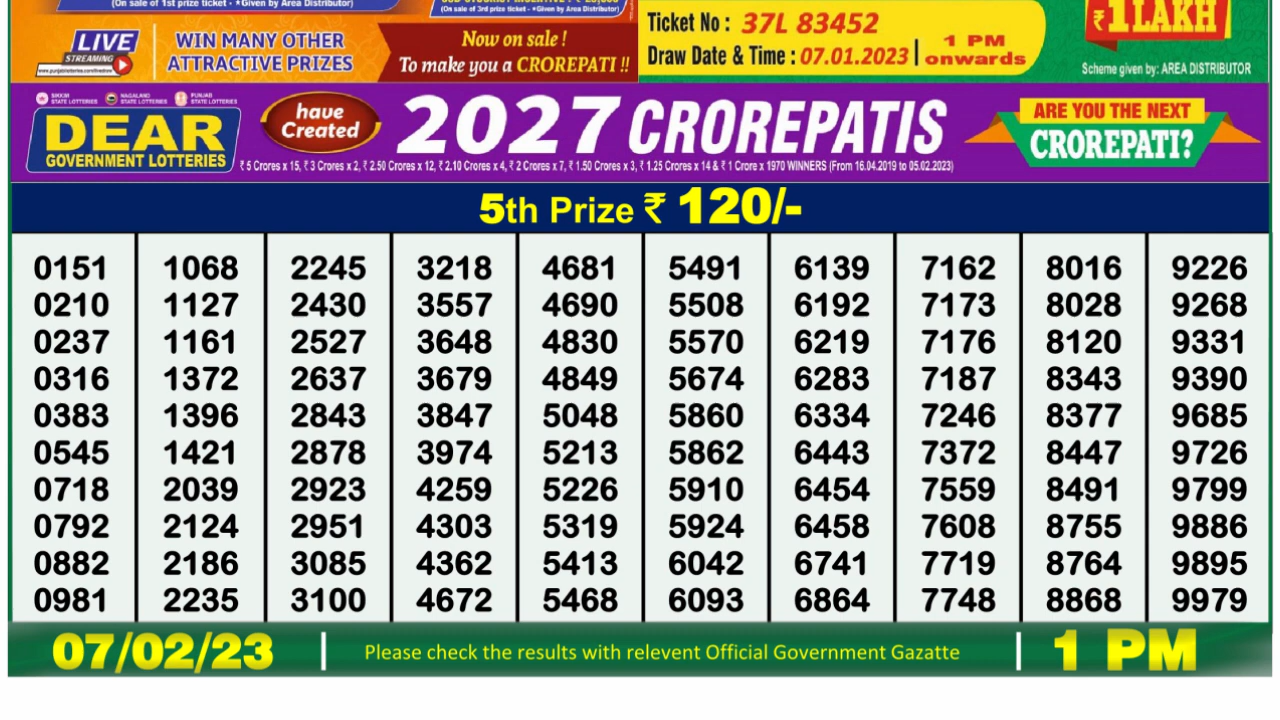 (On sale of 1st prize ticket - *Given by Area Distributor)
(On sale of 3rd prize ticket - *Given by Area Distributor)
LIVE
STREAMING
WIN MANY OTHER
ATTRACTIVE PRIZES
Now on sale !
To make you a CROREPATI !!
Ticket No : 37L 83452
Draw Date & Time : 07.01.2023 | 1 PM onwards
₹1 LAKH
Scheme given by: AREA DISTRIBUTOR
SIKKIM STATE LOTTERIES NAGALAND STATE LOTTERIES PUNJAB STATE LOTTERIES
DEAR
GOVERNMENT LOTTERIES
have
Created
2027 CROREPATIS
₹ 5 Crores x 15, ₹ 3 Crores x 2, ₹ 2.50 Crores x 12, ₹ 2.10 Crores x 4, ₹ 2 Crores x 7, ₹ 1.50 Crores x 3, ₹ 1.25 Crores x 14 & ₹ 1 Crore x 1970 WINNERS (From 16.04.2019 to 05.02.2023)
ARE YOU THE NEXT
CROREPATI?
5th Prize ₹ 120/-
0151 1068 2245 3218 4681 5491 6139 7162 8016 9226
0210 1127 2430 3557 4690 5508 6192 7173 8028 9268
0237 1161 2527 3648 4830 5570 6219 7176 8120 9331
0316 1372 2637 3679 4849 5674 6283 7187 8343 9390
0383 1396 2843 3847 5048 5860 6334 7246 8377 9685
0545 1421 2878 3974 5213 5862 6443 7372 8447 9726
0718 2039 2923 4259 5226 5910 6454 7559 8491 9799
0792 2124 2951 4303 5319 5924 6458 7608 8755 9886
0882 2186 3085 4362 5413 6042 6741 7719 8764 9895
0981 2235 3100 4672 5468 6093 6864 7748 8868 9979
07/02/23 | Please check the results with relevent Official Government Gazatte | 1 PM